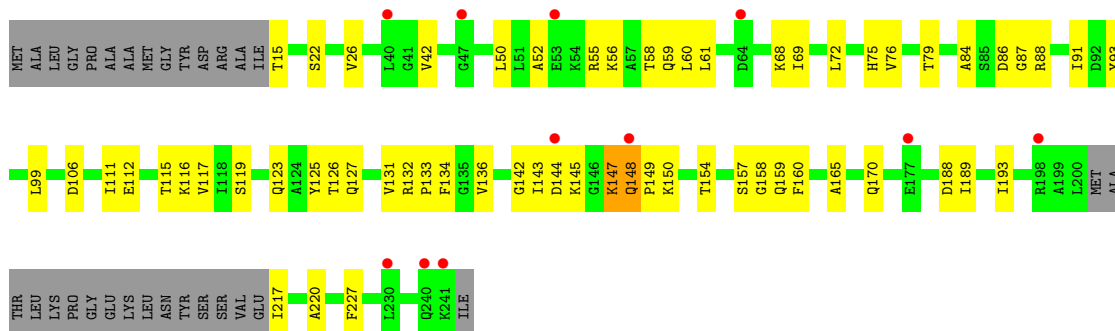 MET ALA LEU GLY PRO ALA ALA MET GLY TYR ASP ARG ALA ILE T15 S22 V26 L40 G41 V42 G47 L50 L51 A52 E53 K54 R55 K56 A57 T58 Q59 L60 L61 D64 K68 I69 L72 H75 V76 T79 A84 S85 D86 G87 R88 I91 D92
L99 D106 I111 E112 T115 K116 V117 I118 S119 Q123 A124 Y125 T126 Q127 V131 R132 P133 F134 G135 V136 G142 I143 D144 K145 G146 K147 Q148 P149 K150 T154 S157 G158 Q159 F160 A165 Q170 E177 D188 I189 I193 R198 A199 L200 MET ALA
THR LEU LYS PRO GLY GLU LYS LEU ASN TYR SER SER VAL GLU I217 A220 F227 L230 Q240 K241 ILE